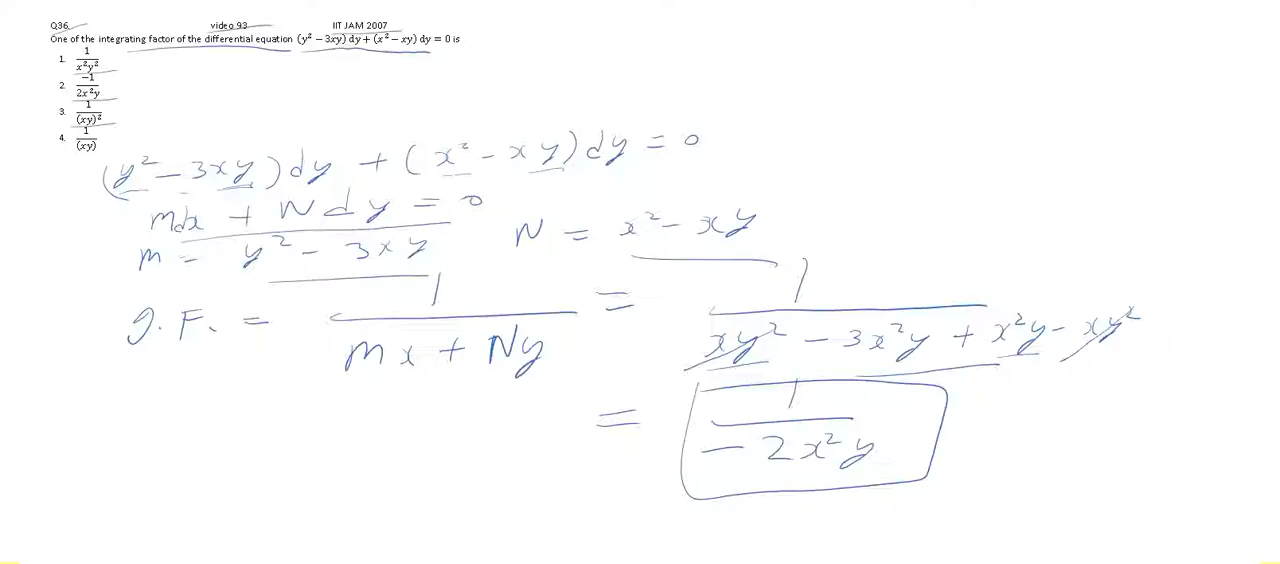 Q36. video 93 IIT JAM 2007
One of the integrating factor of the differential equation (y² − 3xy) dy + (x² − xy) dy = 0 is
1. 1/x²y²
2. −1/2x²y
3. 1/(xy)²
4. 1/(xy)
(y² − 3xy)dy + (x² − xy)dy = 0
mdx + Ndy = 0
m = y² − 3xy N = x² − xy
I.F. = 1/mx + Ny = 1/xy² − 3x²y + x²y − xy²
= 1/−2x²y